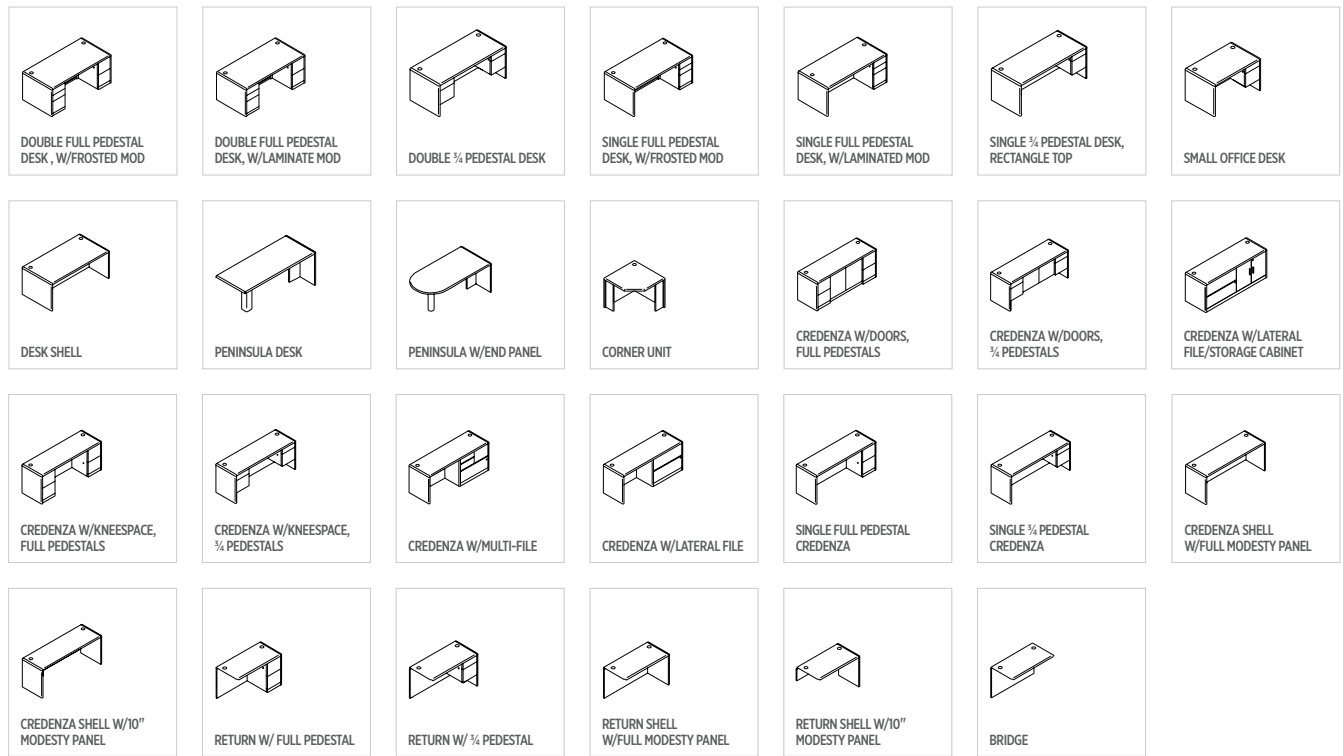 DOUBLE FULL PEDESTAL
DESK , W/FROSTED MOD
DOUBLE FULL PEDESTAL
DESK, W/LAMINATE MOD
DOUBLE ¾ PEDESTAL DESK
SINGLE FULL PEDESTAL
DESK, W/FROSTED MOD
SINGLE FULL PEDESTAL
DESK, W/LAMINATED MOD
SINGLE ¾ PEDESTAL DESK,
RECTANGLE TOP
SMALL OFFICE DESK
DESK SHELL
PENINSULA DESK
PENINSULA W/END PANEL
CORNER UNIT
CREDENZA W/DOORS,
FULL PEDESTALS
CREDENZA W/DOORS,
¾ PEDESTALS
CREDENZA W/LATERAL
FILE/STORAGE CABINET
CREDENZA W/KNEESPACE,
FULL PEDESTALS
CREDENZA W/KNEESPACE,
¾ PEDESTALS
CREDENZA W/MULTI-FILE
CREDENZA W/LATERAL FILE
SINGLE FULL PEDESTAL
CREDENZA
SINGLE ¾ PEDESTAL
CREDENZA
CREDENZA SHELL
W/FULL MODESTY PANEL
CREDENZA SHELL W/10"
MODESTY PANEL
RETURN W/ FULL PEDESTAL
RETURN W/ ¾ PEDESTAL
RETURN SHELL
W/FULL MODESTY PANEL
RETURN SHELL W/10"
MODESTY PANEL
BRIDGE